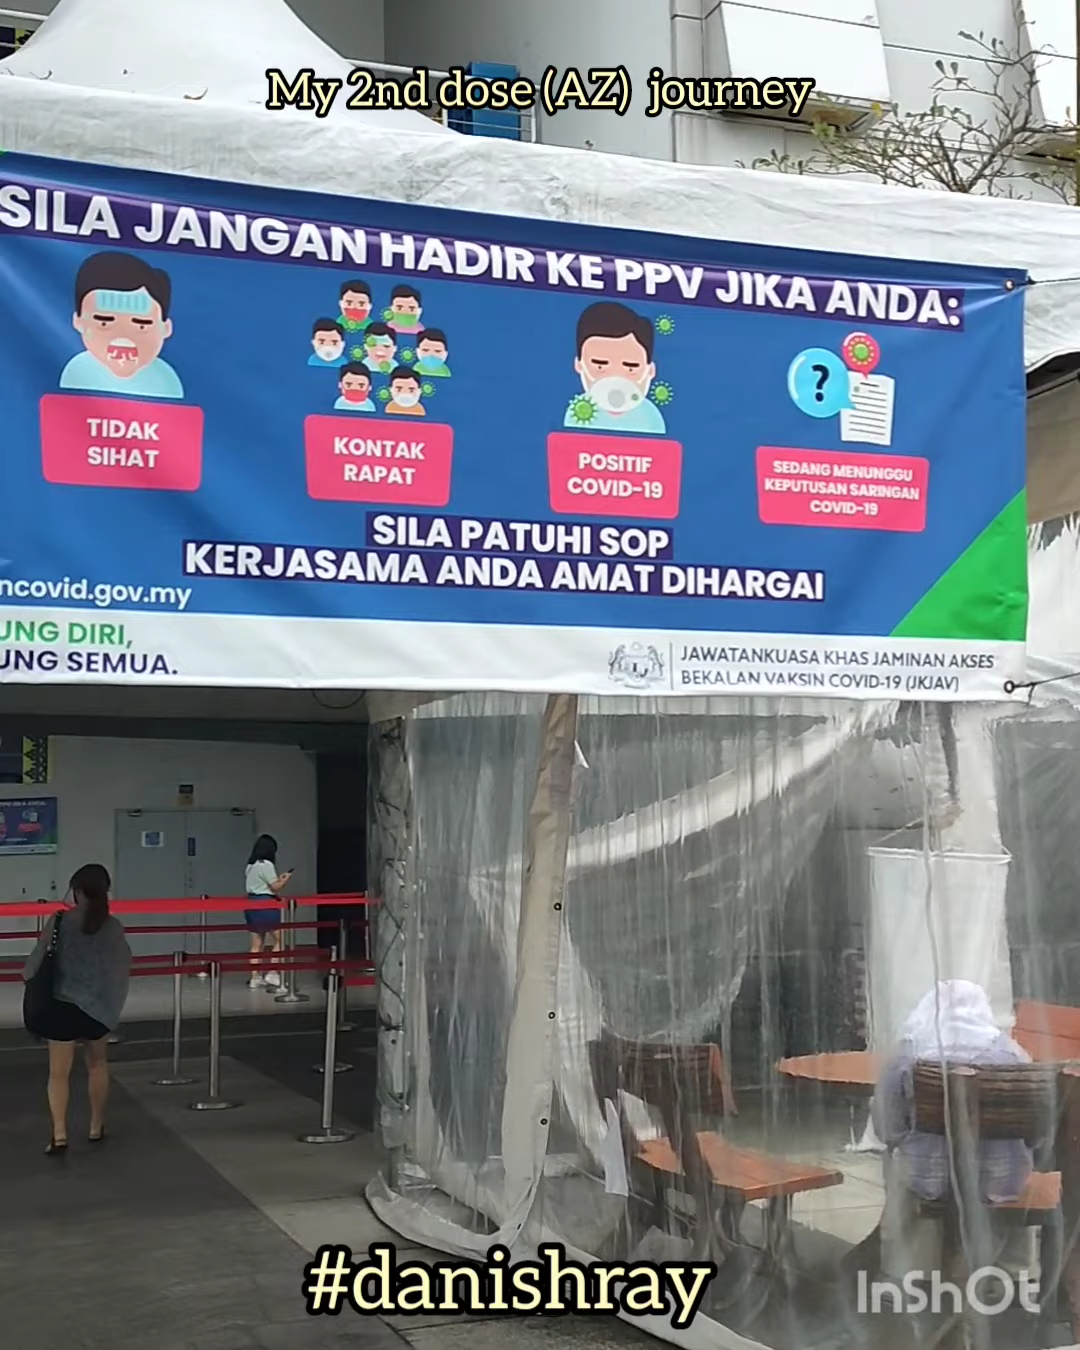 My 2nd dose (AZ) journey
SILA JANGAN HADIR KE PPV JIKA ANDA:
TIDAK
SIHAT
KONTAK
RAPAT
POSITIF
COVID-19
?
SEDANG MENUNGGU
KEPUTUSAN SARINGAN
COVID-19
SILA PATUHI SOP
KERJASAMA ANDA AMAT DIHARGAI
ncovid.gov.my
UNG DIRI,
UNG SEMUA.
JAWATANKUASA KHAS JAMINAN AKSES
BEKALAN VAKSIN COVID-19 (JKJAV)
#danishray
InShOt